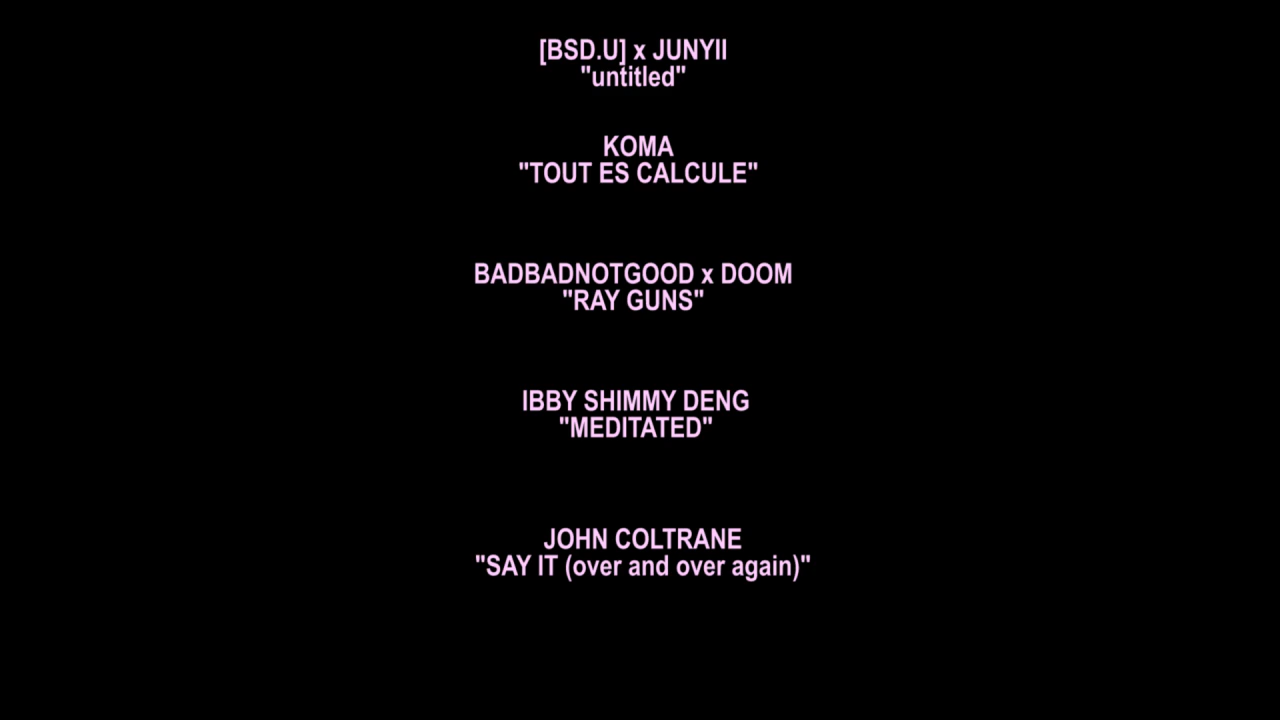 [BSD.U] x JUNYII
"untitled"
KOMA
"TOUT ES CALCULE"
BADBADNOTGOOD x DOOM
"RAY GUNS"
IBBY SHIMMY DENG
"MEDITATED"
JOHN COLTRANE
"SAY IT (over and over again)"